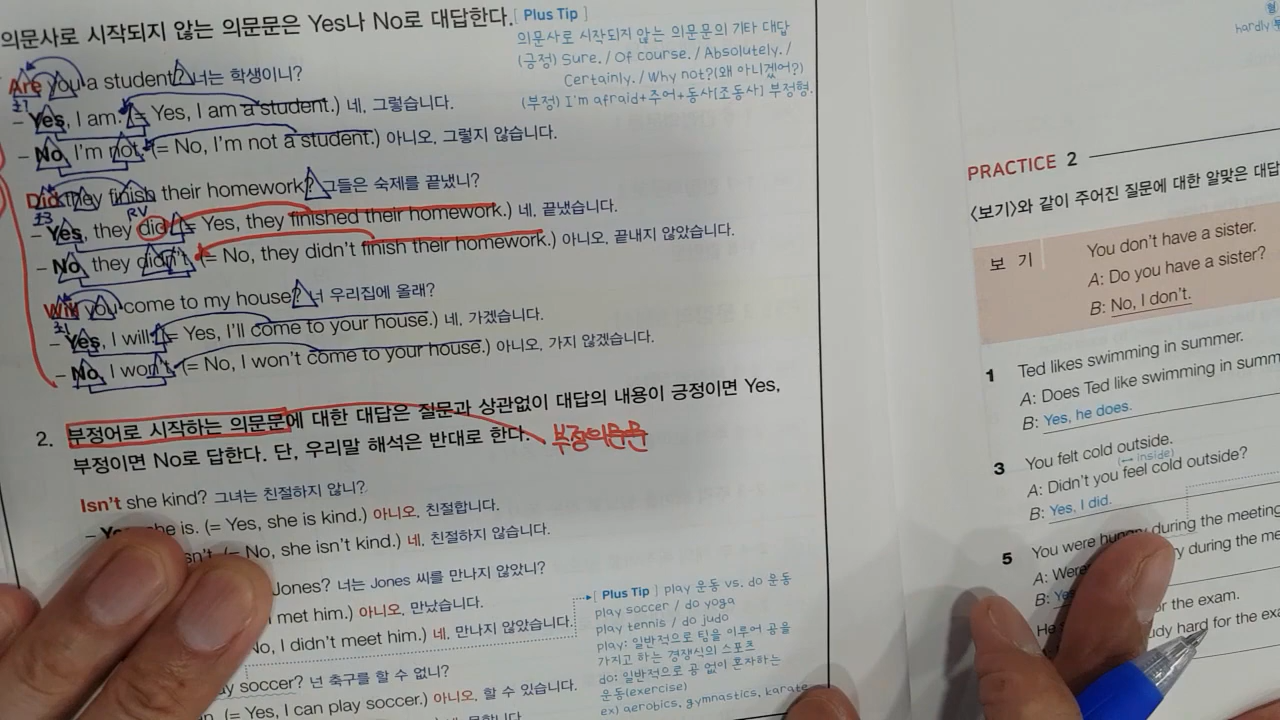 의문사로 시작되지 않는 의문문은 Yes나 No로 대답한다.
[ Plus Tip ]
의문사로 시작되지 않는 의문문의 기타 대답
(긍정) Sure. / Of course. / Absolutely. /
Certainly. / Why not?(왜 아니겠어?)
(부정) I'm afraid+주어+동사[조동사] 부정형.
Are you a student? 너는 학생이니?
– Yes, I am. (= Yes, I am a student.) 네, 그렇습니다.
– No, I'm not. (= No, I'm not a student.) 아니오, 그렇지 않습니다.
Did they finish their homework? 그들은 숙제를 끝냈니?
RV
– Yes, they did. (= Yes, they finished their homework.) 네, 끝냈습니다.
– No, they didn't. (= No, they didn't finish their homework.) 아니오, 끝내지 않았습니다.
Will you come to my house? 너 우리집에 올래?
– Yes, I will. (= Yes, I'll come to your house.) 네, 가겠습니다.
– No, I won't. (= No, I won't come to your house.) 아니오, 가지 않겠습니다.
2. 부정어로 시작하는 의문문에 대한 대답은 질문과 상관없이 대답의 내용이 긍정이면 Yes,
부정이면 No로 답한다. 단, 우리말 해석은 반대로 한다. 부정의문문
Isn't she kind? 그녀는 친절하지 않니?
she is. (= Yes, she is kind.) 아니오, 친절합니다.
(= No, she isn't kind.) 네, 친절하지 않습니다.
Jones? 너는 Jones 씨를 만나지 않았니?
met him.) 아니오, 만났습니다.
No, I didn't meet him.) 네, 만나지 않았습니다.
soccer? 넌 축구를 할 수 없니?
(= Yes, I can play soccer.) 아니오, 할 수 있습니다.
[ Plus Tip ] play 운동 vs. do 운동
play soccer / do yoga
play tennis / do judo
play: 일반적으로 팀을 이루어 공을
가지고 하는 경쟁식의 스포츠
do: 일반적으로 공 없이 혼자하는
운동(exercise)
ex) aerobics, gymnastics, karate
hardly
PRACTICE 2
<보기>와 같이 주어진 질문에 대한 알맞은 대답
보 기
You don't have a sister.
A: Do you have a sister?
B: No, I don't.
1 Ted likes swimming in summer.
A: Does Ted like swimming in summ
B: Yes, he does.
3 You felt cold outside.
(↔ inside)
A: Didn't you feel cold outside?
B: Yes, I did.
5 You were hungry during the meeting
A: Were during the me
B: Yes
He for the exam.
hard for the exa